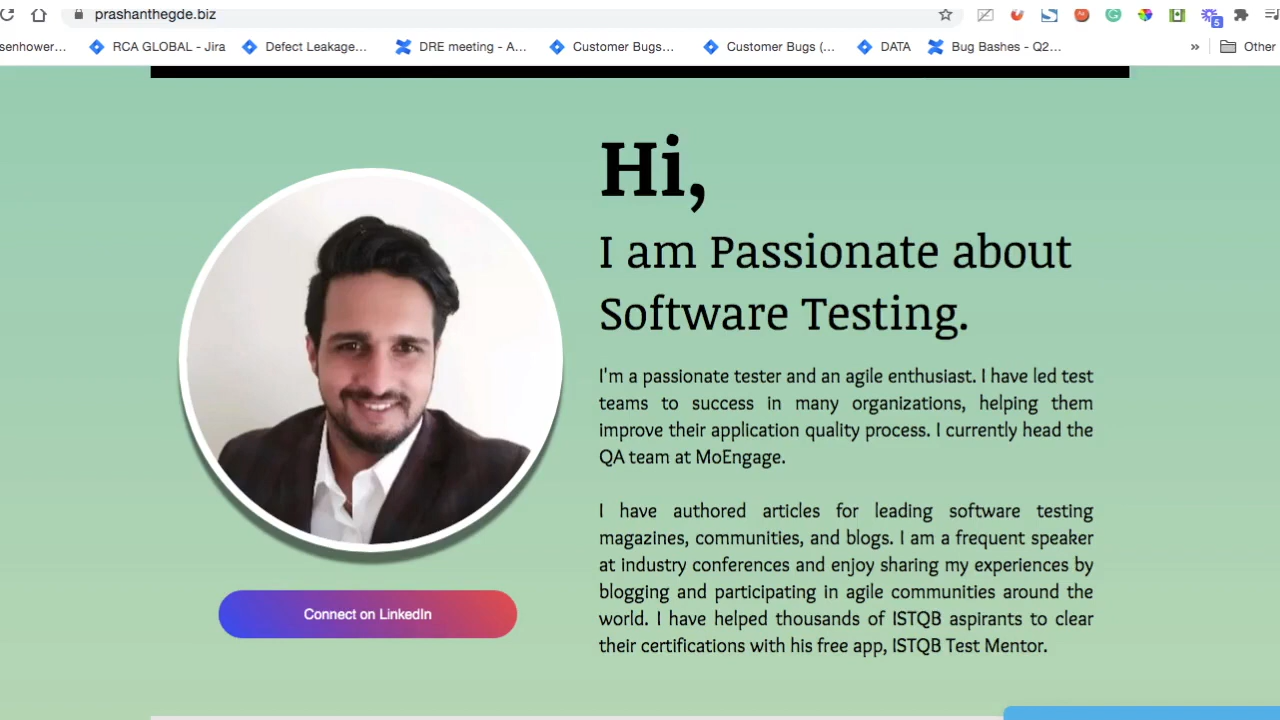 prashanthegde.biz
5
senhower...
RCA GLOBAL - Jira
Defect Leakage...
DRE meeting - A...
Customer Bugs...
Customer Bugs (...
DATA
Bug Bashes - Q2...
»
Other
Hi,
I am Passionate about
Software Testing.
I'm a passionate tester and an agile enthusiast. I have led test
teams to success in many organizations, helping them
improve their application quality process. I currently head the
QA team at MoEngage.
I have authored articles for leading software testing
magazines, communities, and blogs. I am a frequent speaker
at industry conferences and enjoy sharing my experiences by
blogging and participating in agile communities around the
world. I have helped thousands of ISTQB aspirants to clear
their certifications with his free app, ISTQB Test Mentor.
Connect on LinkedIn